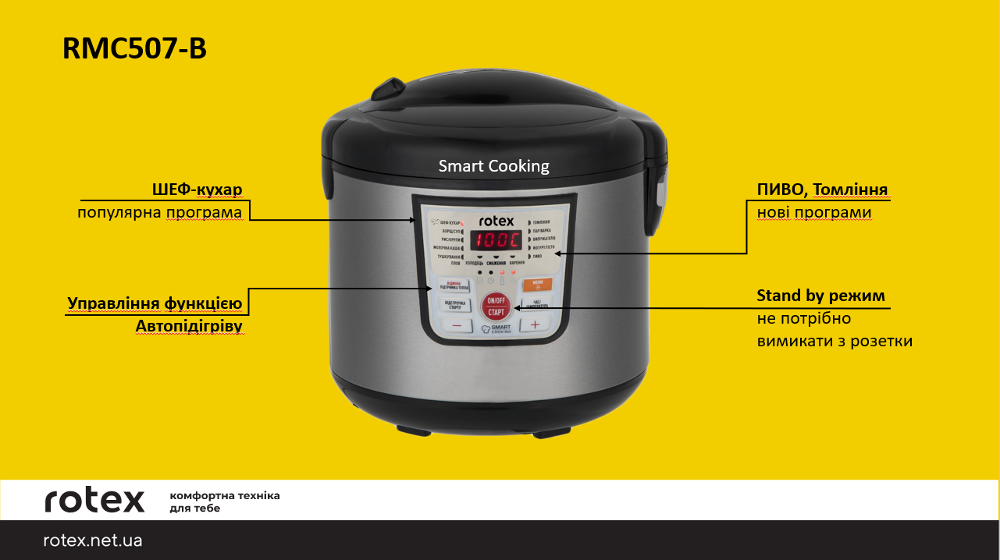 RMC507-B
Smart Cooking
ШЕФ-кухар
популярна програма
ПИВО, Томління
нові програми
Управління функцією
Автопідігріву
Stand by режим
не потрібно
вимикати з розетки
rotex
ШЕФ-КУХАР
БОРЩ/СУП
РИС/КРУПИ
МОЛОЧНА КАША
ТУШКУВАННЯ
ПЛОВ
ХОЛОДЕЦЬ СМАЖЕННЯ ВАРЕННЯ
ТОМЛІННЯ
ПАР/ВАРКА
ВИПІЧКА/ХЛІБ
ЙОГУРТ/ТІСТО
ПИВО
100C
ВІДМІНА/
ПІДТРИМКА ТЕПЛА
ВІДСТРОЧКА
СТАРТУ
МЕНЮ
ЧАС/
ON/OFF
СТАРТ
−
+
SMART
COOKING
rotex
комфортна техніка
для тебе
rotex.net.ua